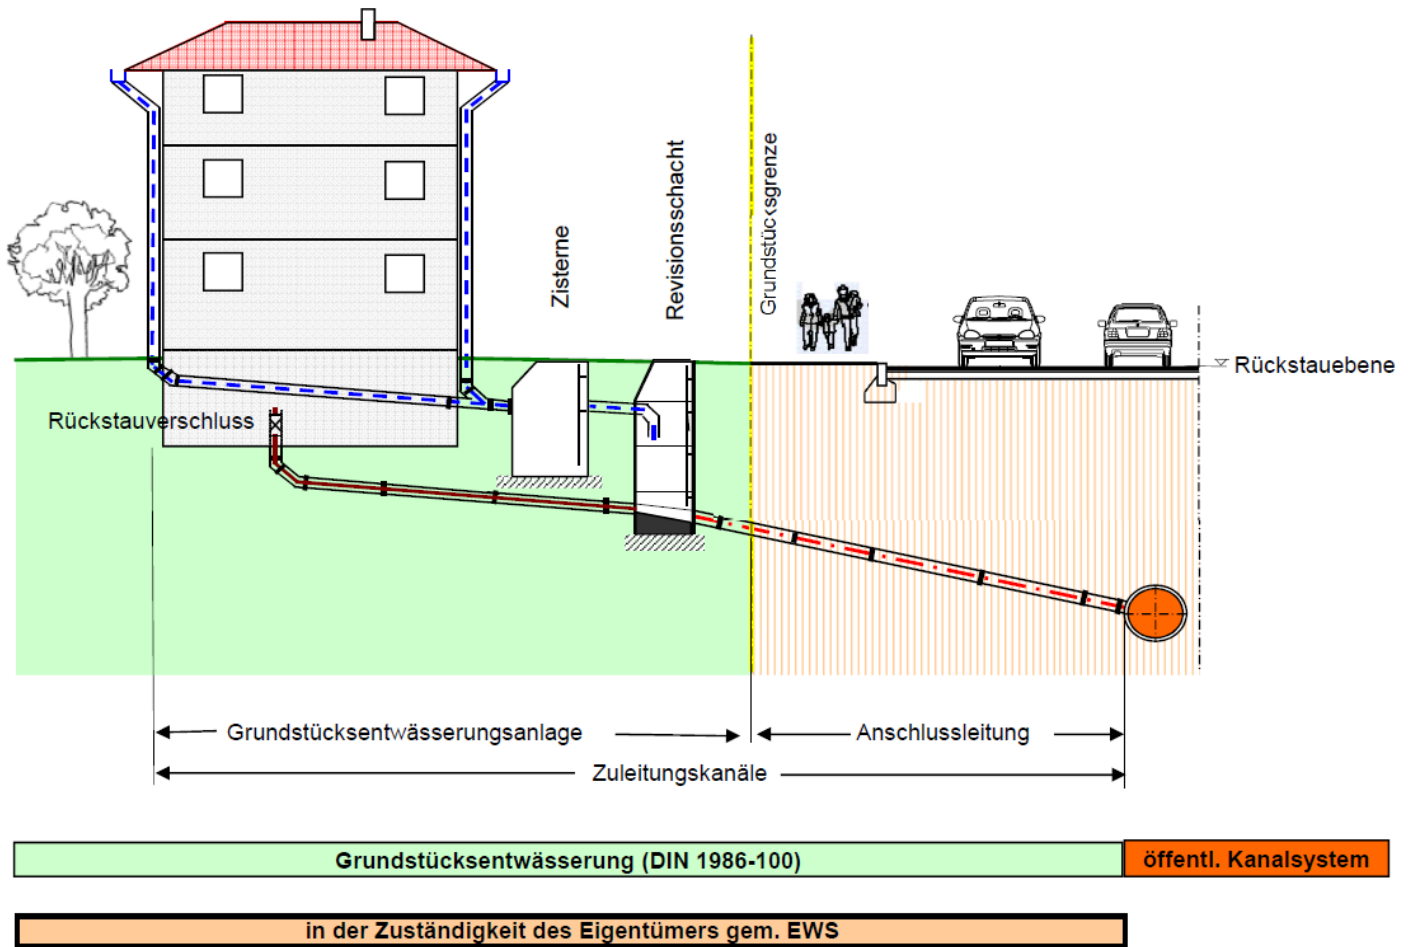 Zisterne
Revisionsschacht
Grundstücksgrenze
Rückstauebene
Rückstauverschluss
Grundstücksentwässerungsanlage
Anschlussleitung
Zuleitungskanäle
Grundstücksentwässerung (DIN 1986-100)
öffentl. Kanalsystem
in der Zuständigkeit des Eigentümers gem. EWS